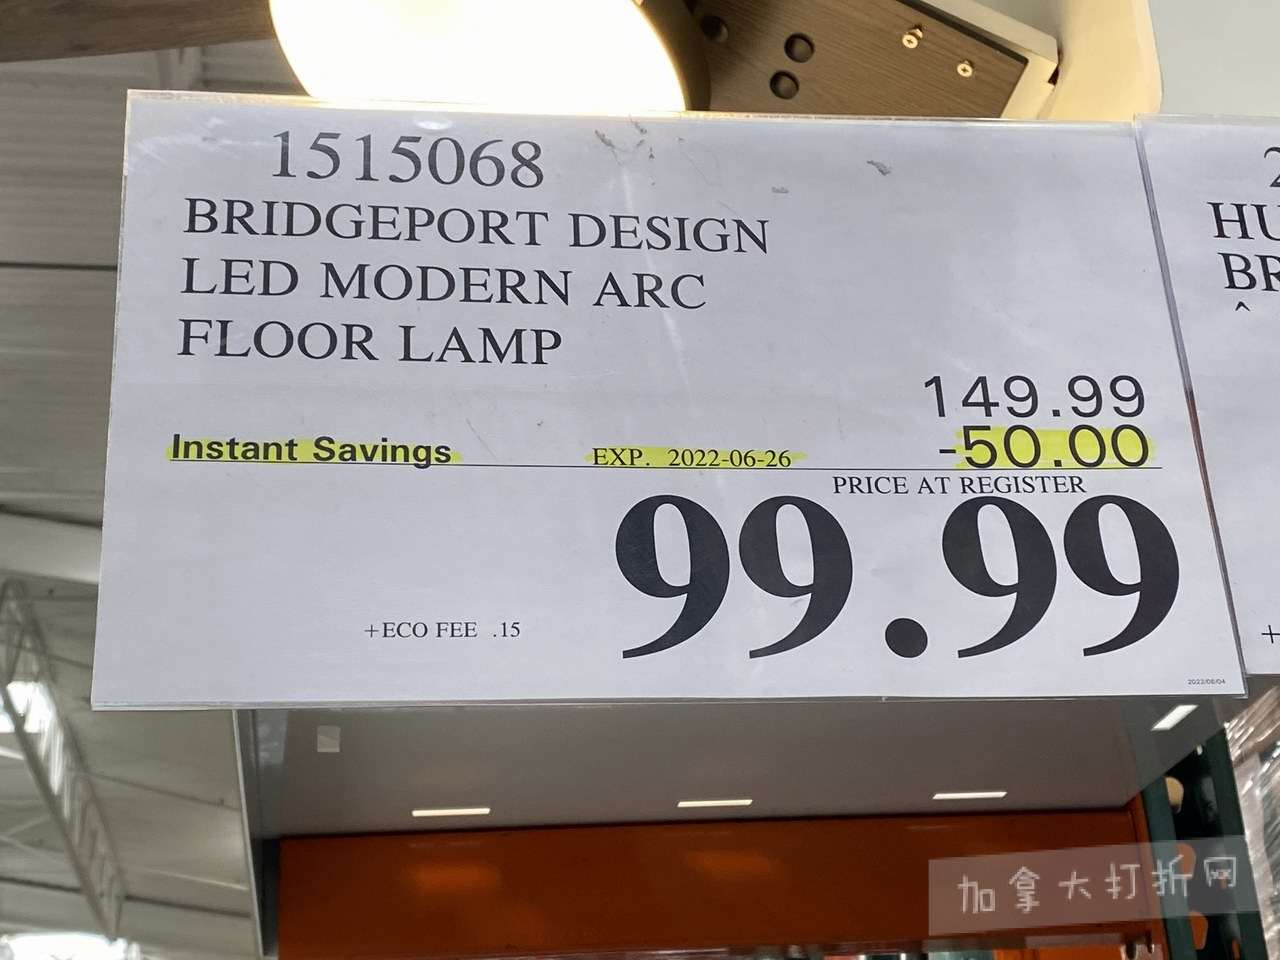 1515068
BRIDGEPORT DESIGN
LED MODERN ARC
FLOOR LAMP
149.99
Instant Savings EXP. 2022-06-26 -50.00
PRICE AT REGISTER
99.99
+ECO FEE .15
2022/06/04
2
HU
BR
^
+
加拿大打折网